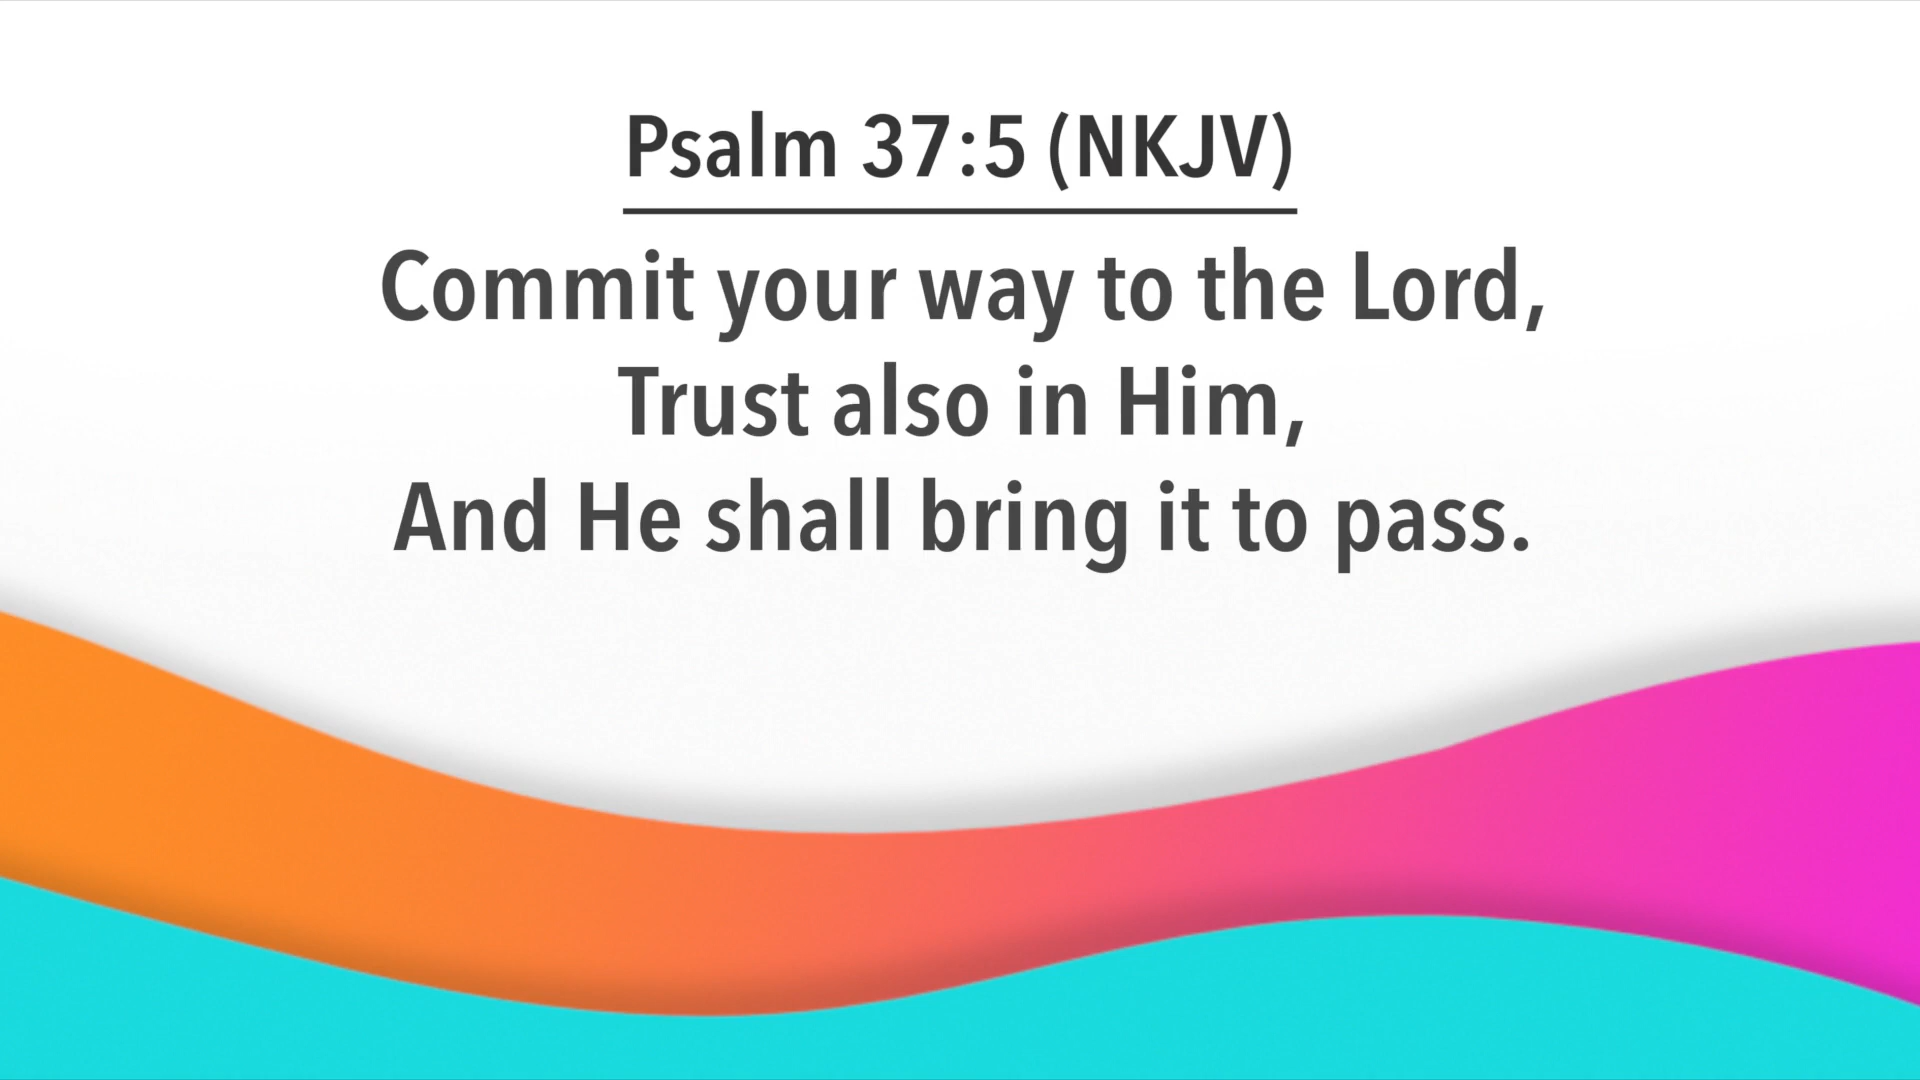 Psalm 37:5 (NKJV)
Commit your way to the Lord,
Trust also in Him,
And He shall bring it to pass.